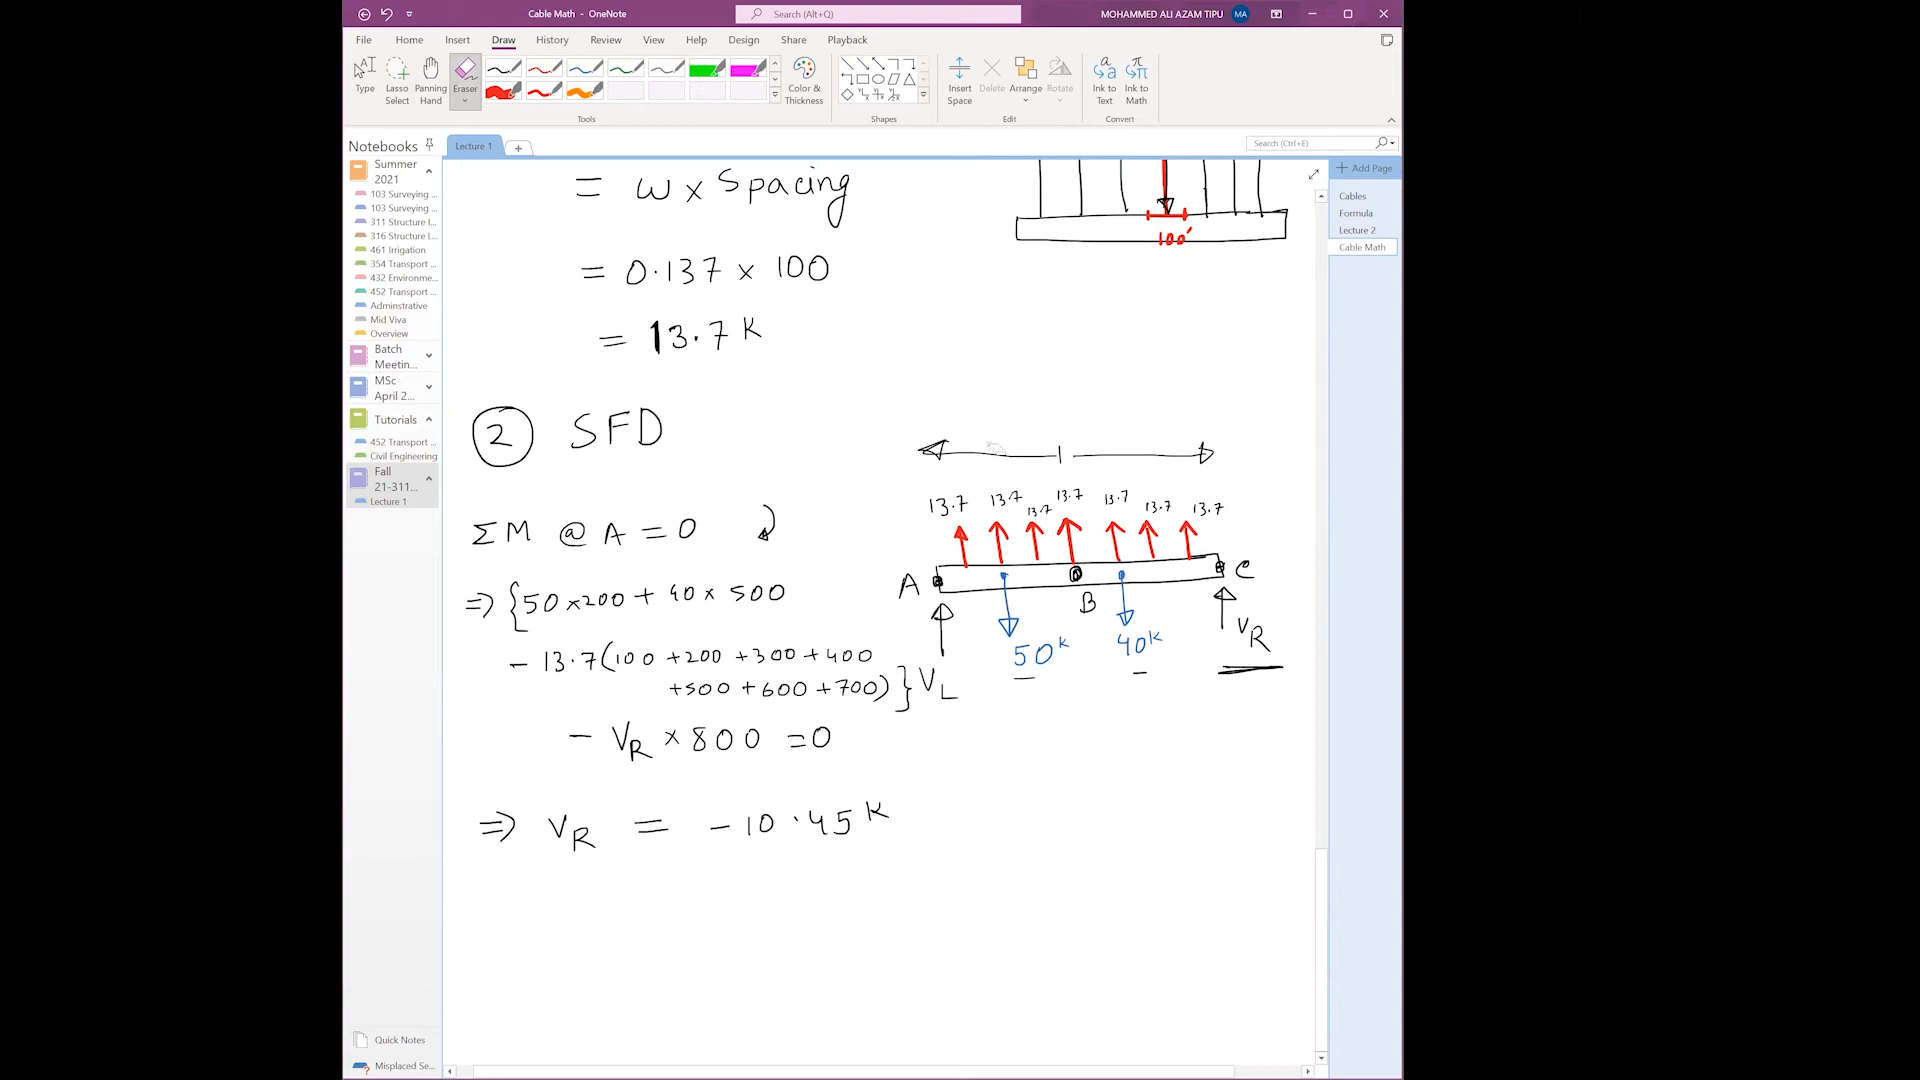 Cable Math - OneNote
Search (Alt+Q)
MOHAMMED ALI AZAM TIPU
MA
File Home Insert Draw History Review View Help Design Share Playback
Type
Lasso Select
Panning Hand
Eraser
Color & Thickness
Insert Space
Delete
Arrange
Rotate
Ink to Text
Ink to Math
Tools
Shapes
Edit
Convert
Notebooks
Lecture 1
Search (Ctrl+E)
Summer 2021
103 Surveying ...
103 Surveying ...
311 Structure I...
316 Structure L...
461 Irrigation
354 Transport ...
432 Environme...
452 Transport ...
Adminstrative
Mid Viva
Overview
Batch Meetin...
MSc April 2...
Tutorials
452 Transport ...
Civil Engineering
Fall 21-311...
Lecture 1
Quick Notes
Misplaced Se...
Add Page
Cables
Formula
Lecture 2
Cable Math
= w x Spacing
= 0.137 x 100
= 13.7 K
100'
2 SFD
ΣM @ A = 0
⇒ {50 x 200 + 40 x 500
- 13.7 (100 + 200 + 300 + 400
+ 500 + 600 + 700) }
- VR x 800 = 0
⇒ VR = - 10.45 K
13.7 13.7 13.7 13.7 13.7 13.7 13.7
A B C
VL 50K 40K VR